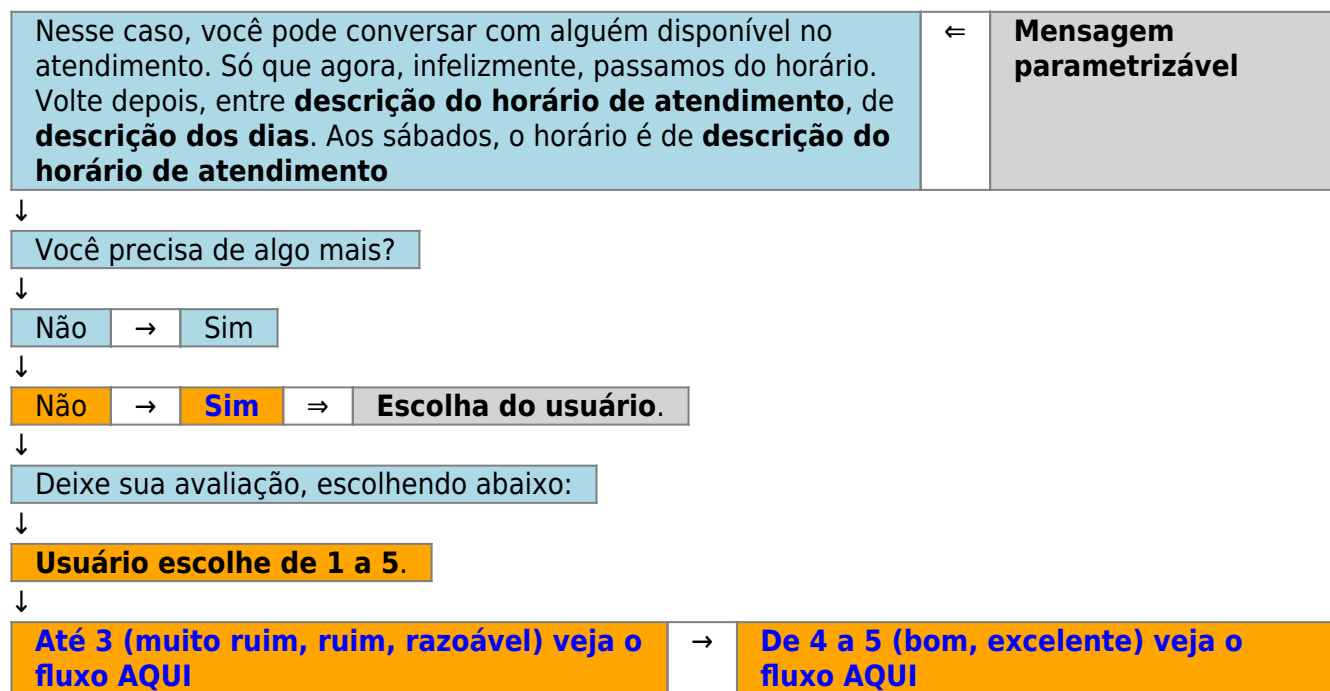 Nesse caso, você pode conversar com alguém disponível no
atendimento. Só que agora, infelizmente, passamos do horário.
Volte depois, entre descrição do horário de atendimento, de
descrição dos dias. Aos sábados, o horário é de descrição do
horário de atendimento
⇐
Mensagem
parametrizável
↓
Você precisa de algo mais?
↓
Não → Sim
↓
Não → Sim ⇒ Escolha do usuário.
↓
Deixe sua avaliação, escolhendo abaixo:
↓
Usuário escolhe de 1 a 5.
↓
Até 3 (muito ruim, ruim, razoável) veja o
fluxo AQUI
→
De 4 a 5 (bom, excelente) veja o
fluxo AQUI